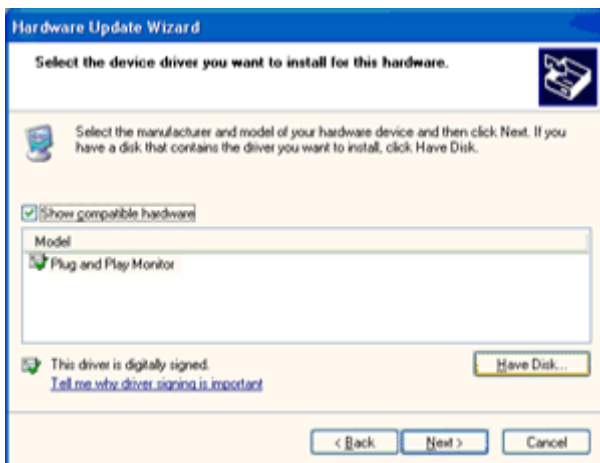 Hardware Update Wizard
Select the device driver you want to install for this hardware.
Select the manufacturer and model of your hardware device and then click Next. If you
have a disk that contains the driver you want to install, click Have Disk.
Show compatible hardware
Model
Plug and Play Monitor
This driver is digitally signed.
Have Disk...
Tell me why driver signing is important
< Back
Next >
Cancel